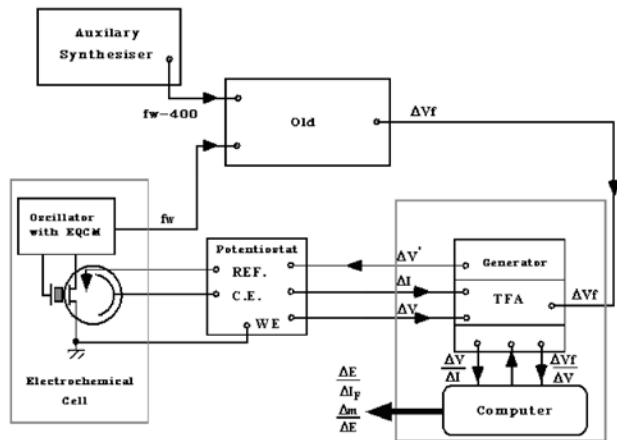 Auxilary
Synthesiser
fw-400
Old
ΔVf
Oscillator
with EQCM
fw
Potentiostat
REF.
C.E.
WE
ΔV'
ΔI
ΔV
Generator
TFA
ΔVf
ΔV
ΔI
ΔVf
ΔV
Computer
ΔE
ΔI_F
Δm
ΔE
Electrochemical
Cell